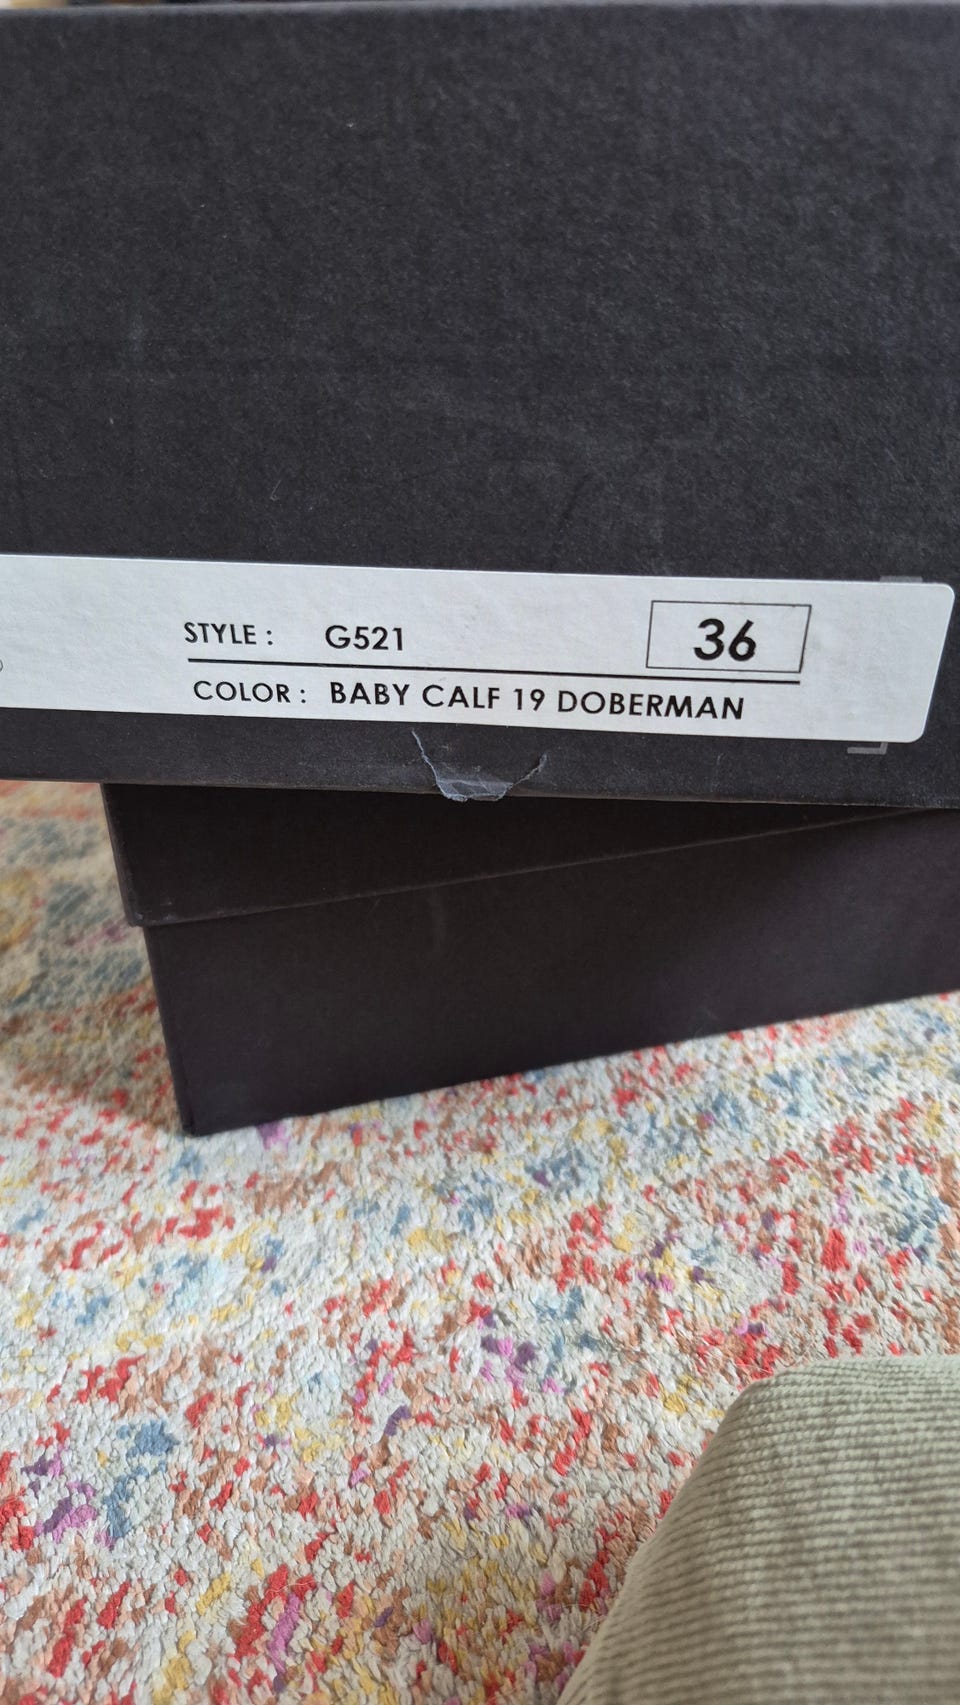 STYLE : G521 36
COLOR : BABY CALF 19 DOBERMAN